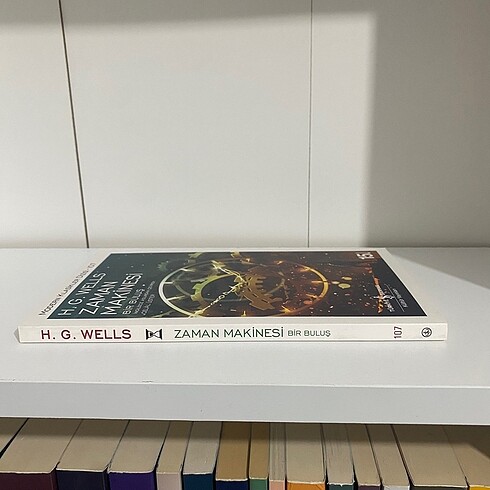 H. G. WELLS
ZAMAN MAKİNESİ
BİR BULUŞ
H. G. WELLS ZAMAN MAKİNESİ BİR BULUŞ 107